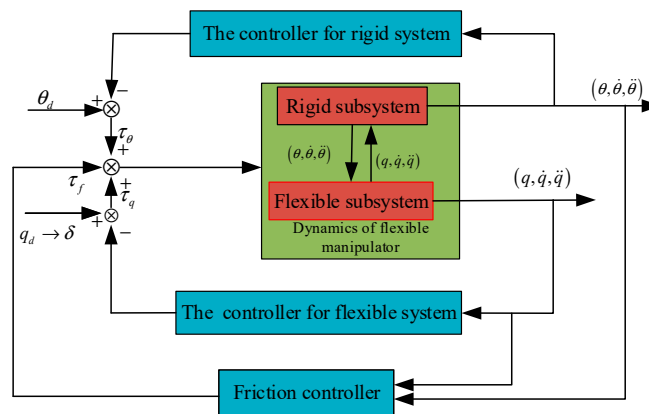 The controller for rigid system
−
θ_d
+
(θ,θ̇,θ̈)
Rigid subsystem
τ_θ
+
(θ,θ̇,θ̈)
(q,q̇,q̈)
τ_f
+
τ_q
(q,q̇,q̈)
Flexible subsystem
+
q_d → δ
−
Dynamics of flexible
manipulator
The controller for flexible system
Friction controller